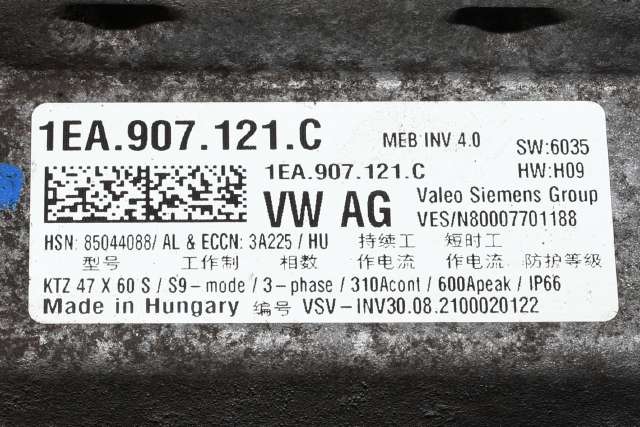 1EA.907.121.C MEB INV 4.0 SW:6035
1EA.907.121.C HW:H09
VW AG Valeo Siemens Group
VES/N80007701188
HSN: 85044088/ AL & ECCN: 3A225 / HU 持续工 短时工
型号 工作制 相数 作电流 作电流 防护等级
KTZ 47 X 60 S / S9-mode / 3-phase / 310Acont / 600Apeak / IP66
Made in Hungary 编号 VSV-INV30.08.2100020122